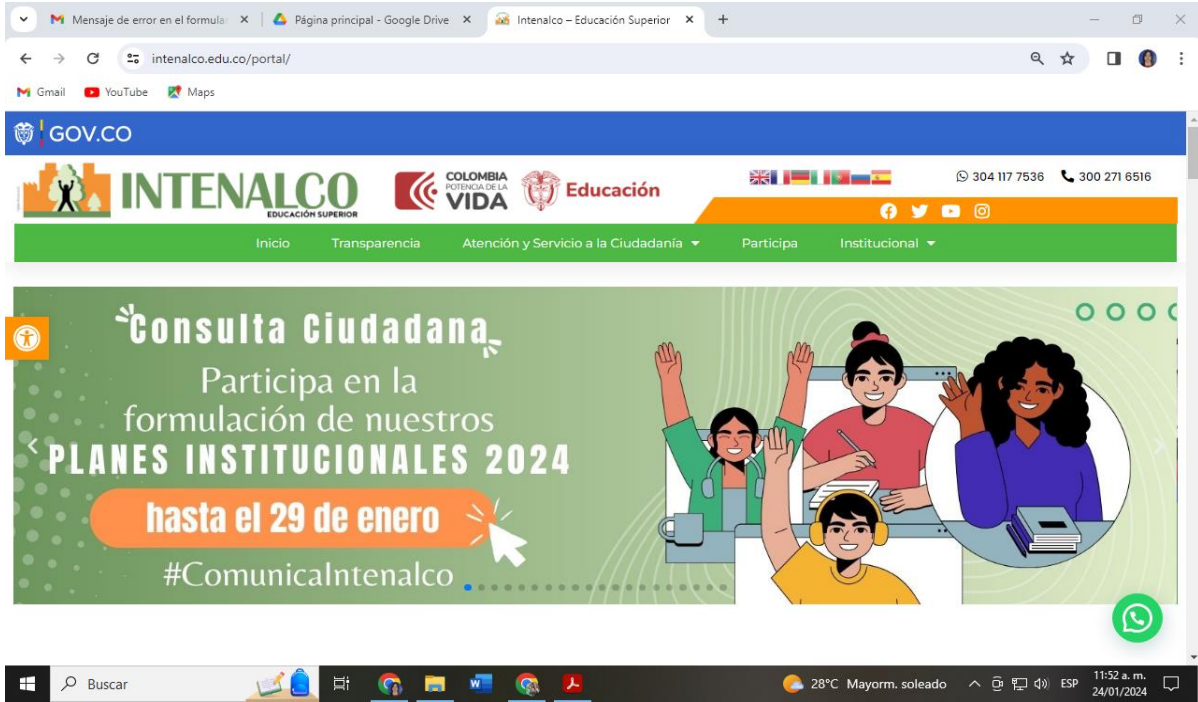 Mensaje de error en el formular
Página principal - Google Drive
Intenalco – Educación Superior
intenalco.edu.co/portal/
Gmail YouTube Maps
GOV.CO
INTENALCO
EDUCACIÓN SUPERIOR
COLOMBIA
POTENCIA DE LA
VIDA
Educación
304 117 7536 300 271 6516
Inicio Transparencia Atención y Servicio a la Ciudadanía Participa Institucional
Consulta Ciudadana
Participa en la
formulación de nuestros
PLANES INSTITUCIONALES 2024
hasta el 29 de enero
#ComunicaIntenalco
Buscar
28°C Mayorm. soleado
ESP
11:52 a. m.
24/01/2024